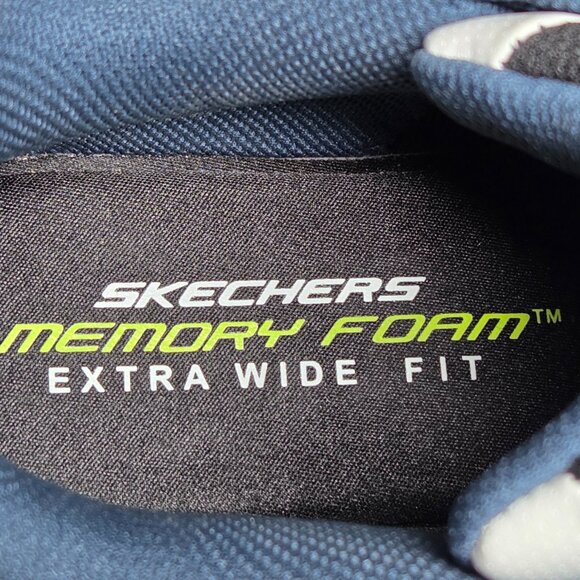 SKECHERS
MEMORY FOAM™
EXTRA WIDE FIT